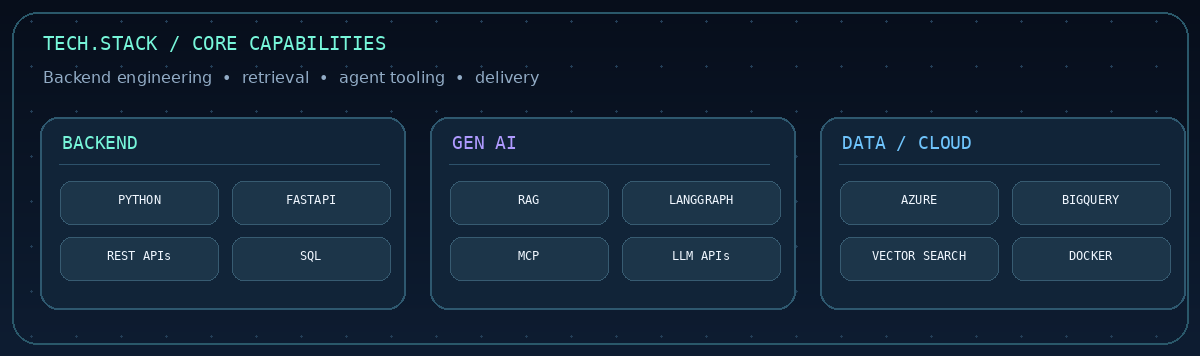 TECH.STACK / CORE CAPABILITIES
Backend engineering • retrieval • agent tooling • delivery
BACKEND
PYTHON
FASTAPI
REST APIs
SQL
GEN AI
RAG
LANGGRAPH
MCP
LLM APIs
DATA / CLOUD
AZURE
BIGQUERY
VECTOR SEARCH
DOCKER